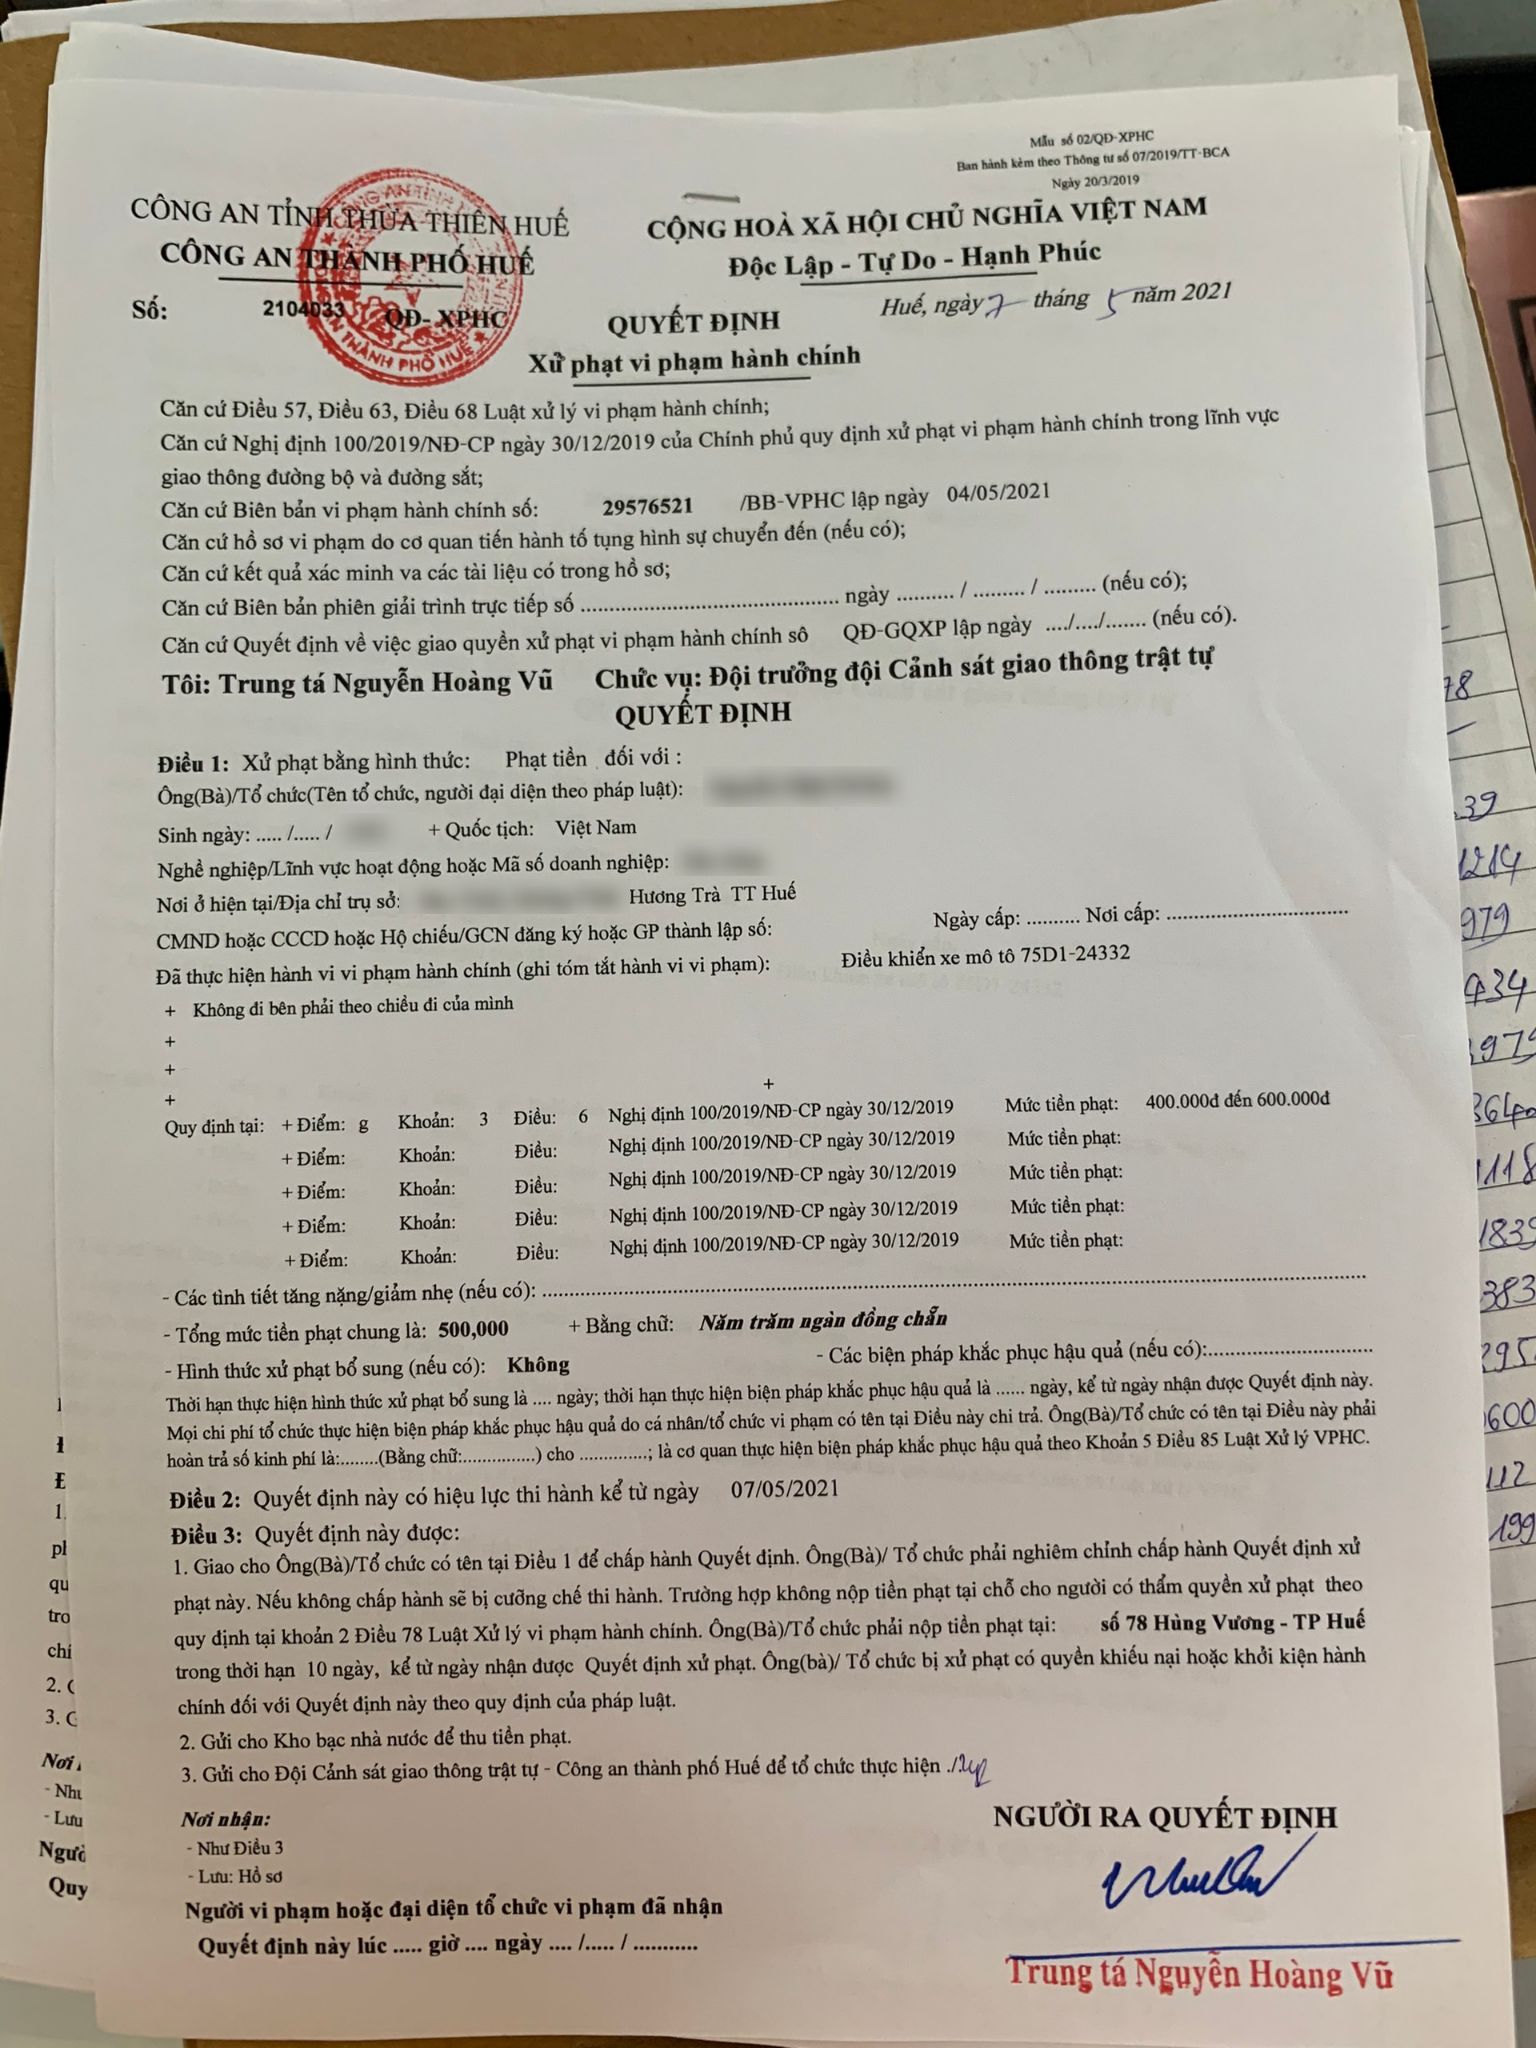 Mẫu số 02/QĐ-XPHC
Ban hành kèm theo Thông tư số 07/2019/TT-BCA
Ngày 20/3/2019
CÔNG AN TỈNH THỪA THIÊN HUẾ
CÔNG AN THÀNH PHỐ HUẾ
Số: 2104033 QĐ- XPHC
CỘNG HOÀ XÃ HỘI CHỦ NGHĨA VIỆT NAM
Độc Lập - Tự Do - Hạnh Phúc
Huế, ngày 7 tháng 5 năm 2021
QUYẾT ĐỊNH
Xử phạt vi phạm hành chính
Căn cứ Điều 57, Điều 63, Điều 68 Luật xử lý vi phạm hành chính;
Căn cứ Nghị định 100/2019/NĐ-CP ngày 30/12/2019 của Chính phủ quy định xử phạt vi phạm hành chính trong lĩnh vực
giao thông đường bộ và đường sắt;
Căn cứ Biên bản vi phạm hành chính số: 29576521 /BB-VPHC lập ngày 04/05/2021
Căn cứ hồ sơ vi phạm do cơ quan tiến hành tố tụng hình sự chuyển đến (nếu có);
Căn cứ kết quả xác minh va các tài liệu có trong hồ sơ;
Căn cứ Biên bản phiên giải trình trực tiếp số ............................................ ngày .......... / ......... / ......... (nếu có);
Căn cứ Quyết định về việc giao quyền xử phạt vi phạm hành chính sô QĐ-GQXP lập ngày ..../..../....... (nếu có).
Tôi: Trung tá Nguyễn Hoàng Vũ Chức vụ: Đội trưởng đội Cảnh sát giao thông trật tự
QUYẾT ĐỊNH
Điều 1: Xử phạt bằng hình thức: Phạt tiền đối với :
Ông(Bà)/Tổ chức(Tên tổ chức, người đại diện theo pháp luật):
Sinh ngày: ..... /..... / + Quốc tịch: Việt Nam
Nghề nghiệp/Lĩnh vực hoạt động hoặc Mã số doanh nghiệp:
Nơi ở hiện tại/Địa chỉ trụ sở: Hương Trà TT Huế
CMND hoặc CCCD hoặc Hộ chiếu/GCN đăng ký hoặc GP thành lập số: Ngày cấp: .......... Nơi cấp: ................................
Đã thực hiện hành vi vi phạm hành chính (ghi tóm tắt hành vi vi phạm): Điều khiển xe mô tô 75D1-24332
+ Không đi bên phải theo chiều đi của mình
+
+
+ +
Quy định tại: + Điểm: g Khoản: 3 Điều: 6 Nghị định 100/2019/NĐ-CP ngày 30/12/2019 Mức tiền phạt: 400.000đ đến 600.000đ
+ Điểm: Khoản: Điều: Nghị định 100/2019/NĐ-CP ngày 30/12/2019 Mức tiền phạt:
+ Điểm: Khoản: Điều: Nghị định 100/2019/NĐ-CP ngày 30/12/2019 Mức tiền phạt:
+ Điểm: Khoản: Điều: Nghị định 100/2019/NĐ-CP ngày 30/12/2019 Mức tiền phạt:
+ Điểm: Khoản: Điều: Nghị định 100/2019/NĐ-CP ngày 30/12/2019 Mức tiền phạt:
- Các tình tiết tăng nặng/giảm nhẹ (nếu có): ................................................................................
- Tổng mức tiền phạt chung là: 500,000 + Bằng chữ: Năm trăm ngàn đồng chẵn
- Hình thức xử phạt bổ sung (nếu có): Không - Các biện pháp khắc phục hậu quả (nếu có):............................
Thời hạn thực hiện hình thức xử phạt bổ sung là .... ngày; thời hạn thực hiện biện pháp khắc phục hậu quả là ...... ngày, kể từ ngày nhận được Quyết định này.
Mọi chi phí tổ chức thực hiện biện pháp khắc phục hậu quả do cá nhân/tổ chức vi phạm có tên tại Điều này chi trả. Ông(Bà)/Tổ chức có tên tại Điều này phải
hoàn trả số kinh phí là:........(Bằng chữ:...............) cho ..............; là cơ quan thực hiện biện pháp khắc phục hậu quả theo Khoản 5 Điều 85 Luật Xử lý VPHC.
Điều 2: Quyết định này có hiệu lực thi hành kể từ ngày 07/05/2021
Điều 3: Quyết định này được:
1. Giao cho Ông(Bà)/Tổ chức có tên tại Điều 1 để chấp hành Quyết định. Ông(Bà)/ Tổ chức phải nghiêm chỉnh chấp hành Quyết định xử
phạt này. Nếu không chấp hành sẽ bị cưỡng chế thi hành. Trường hợp không nộp tiền phạt tại chỗ cho người có thẩm quyền xử phạt theo
quy định tại khoản 2 Điều 78 Luật Xử lý vi phạm hành chính. Ông(Bà)/Tổ chức phải nộp tiền phạt tại: số 78 Hùng Vương - TP Huế
trong thời hạn 10 ngày, kể từ ngày nhận được Quyết định xử phạt. Ông(bà)/ Tổ chức bị xử phạt có quyền khiếu nại hoặc khởi kiện hành
chính đối với Quyết định này theo quy định của pháp luật.
2. Gửi cho Kho bạc nhà nước để thu tiền phạt.
3. Gửi cho Đội Cảnh sát giao thông trật tự - Công an thành phố Huế để tổ chức thực hiện ./.
Nơi nhận:
- Như Điều 3
- Lưu: Hồ sơ
Người vi phạm hoặc đại diện tổ chức vi phạm đã nhận
Quyết định này lúc ..... giờ .... ngày .... /..... / ...........
NGƯỜI RA QUYẾT ĐỊNH
Trung tá Nguyễn Hoàng Vũ